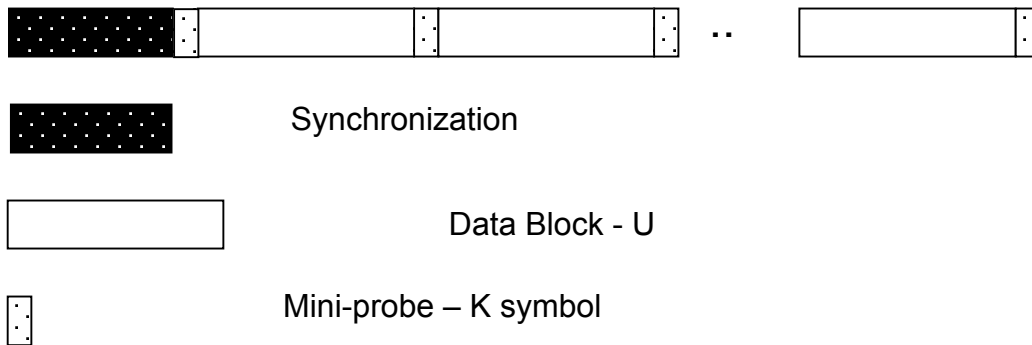 ..
Synchronization
Data Block - U
Mini-probe – K symbol